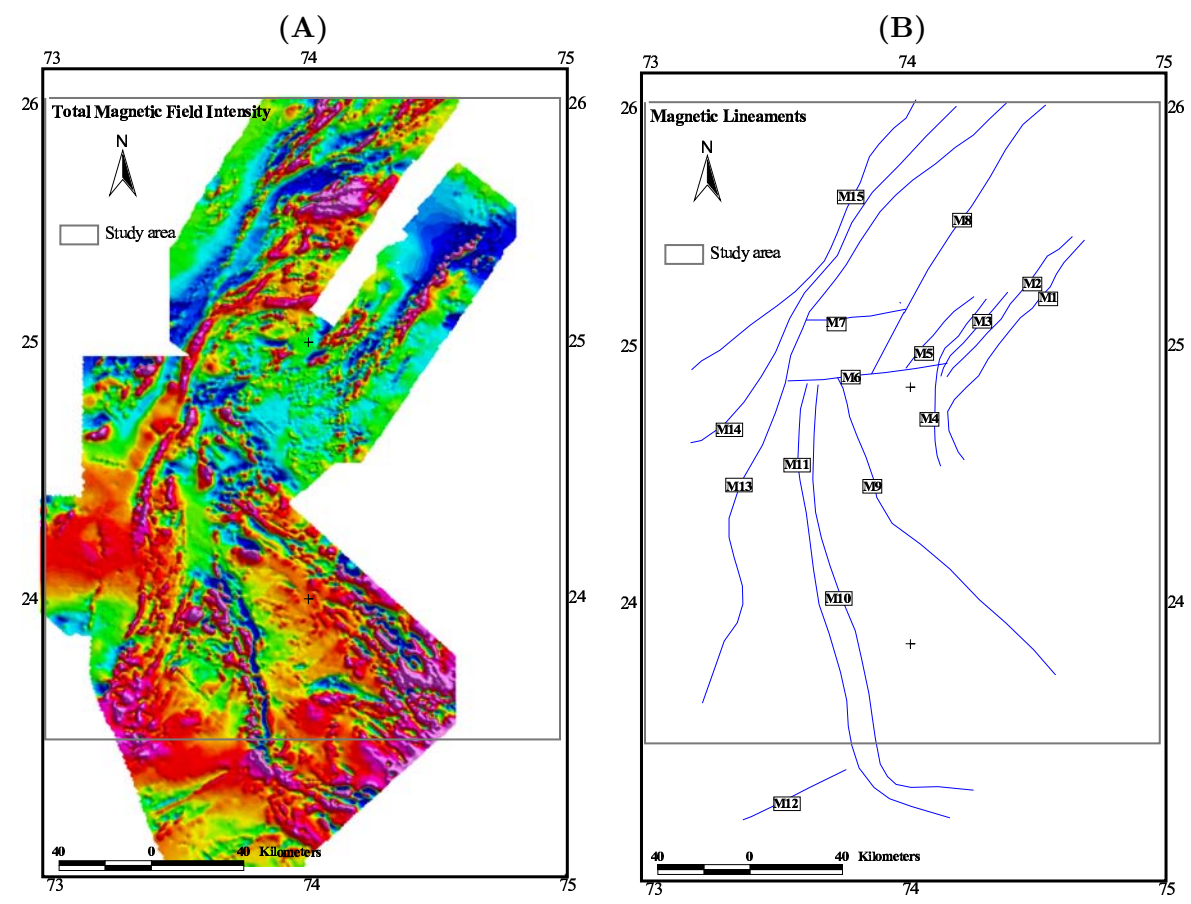 (A)
73 74 75
26 26
Total Magnetic Field Intensity
N
Study area
25 25
24 24
40 0 40 Kilometers
73 74 75
(B)
73 74 75
26 26
Magnetic Lineaments
N
M15
M8
Study area
M2
M1
M7
M3
25 25
M5
M6
M4
M14
M11
M13
M9
24 24
M10
M12
40 0 40 Kilometers
73 74 75